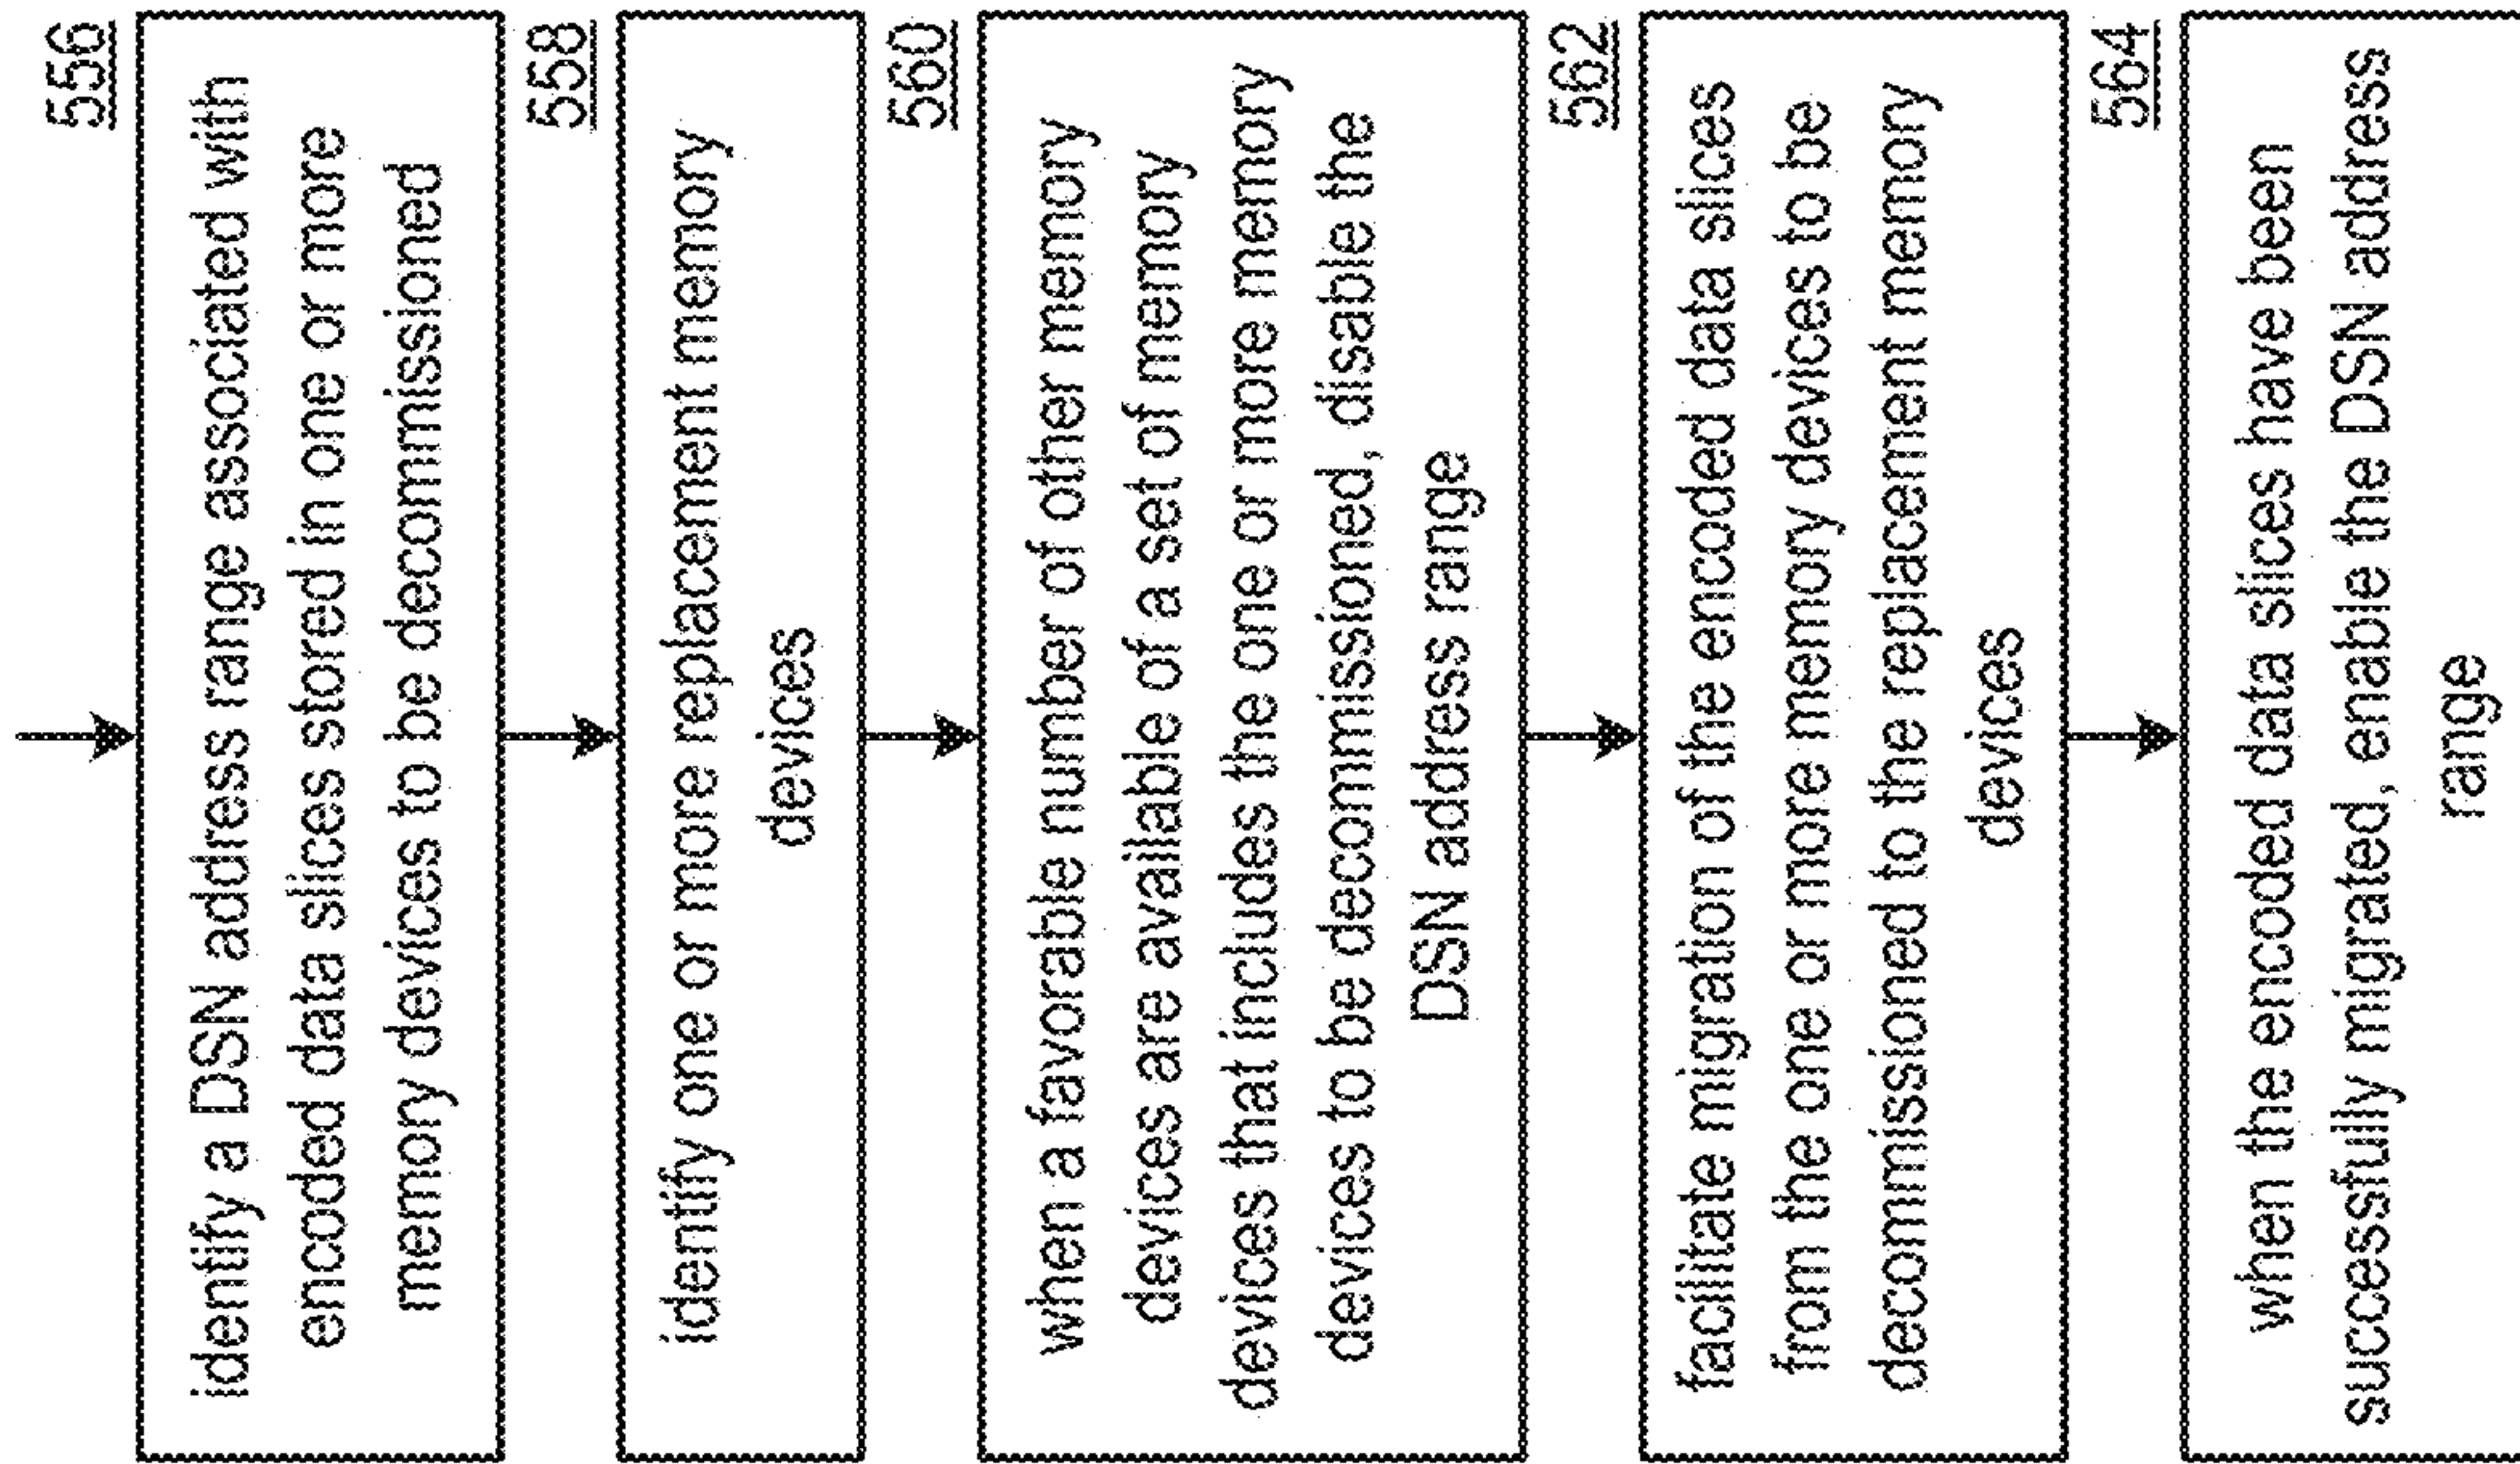 556
identify a DSN address range associated with
encoded data slices stored in one or more
memory devices to be decommissioned
558
identify one or more replacement memory
devices
560
when a favorable number of other memory
devices are available of a set of memory
devices that includes the one or more memory
devices to be decommissioned, disable the
DSN address range
562
facilitate migration of the encoded data slices
from the one or more memory devices to be
decommissioned to the replacement memory
devices
564
when the encoded data slices have been
successfully migrated, enable the DSN address
range